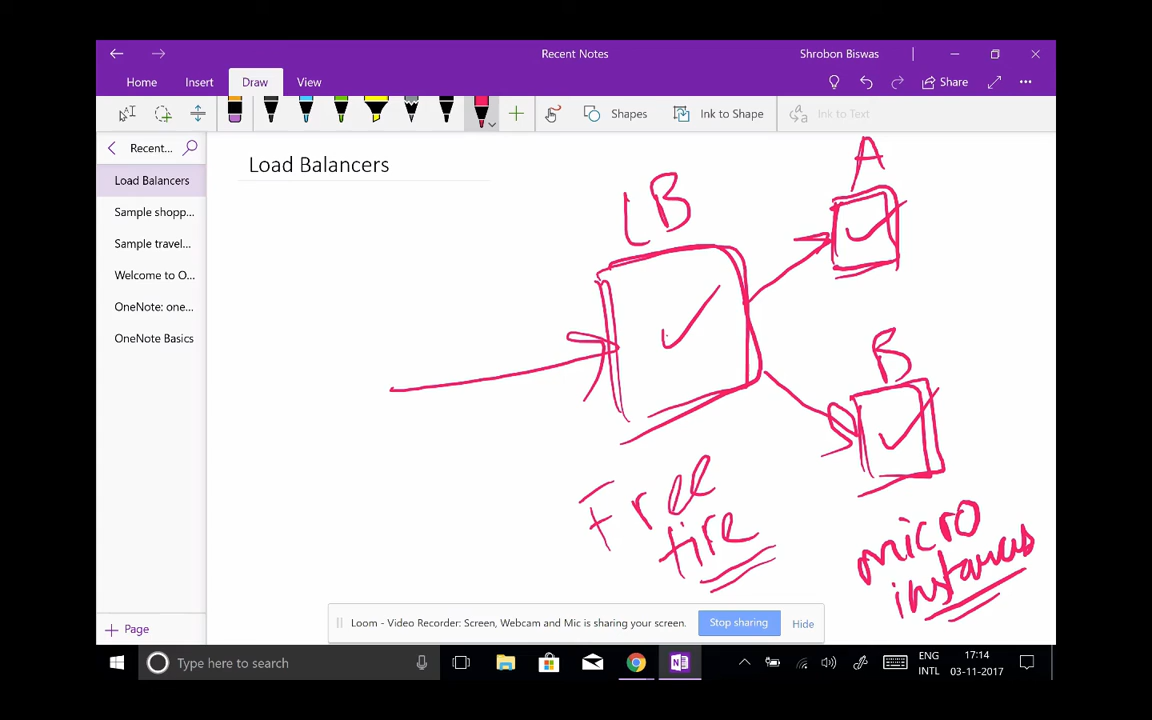 Recent Notes
Shrobon Biswas
Home
Insert
Draw
View
Share
Shapes
Ink to Shape
Ink to Text
Recent...
Load Balancers
Sample shopp...
Sample travel...
Welcome to O...
OneNote: one...
OneNote Basics
Page
Load Balancers
LB
A
B
Free
tire
micro
instances
Loom - Video Recorder: Screen, Webcam and Mic is sharing your screen.
Stop sharing
Hide
Type here to search
ENG
INTL
17:14
03-11-2017